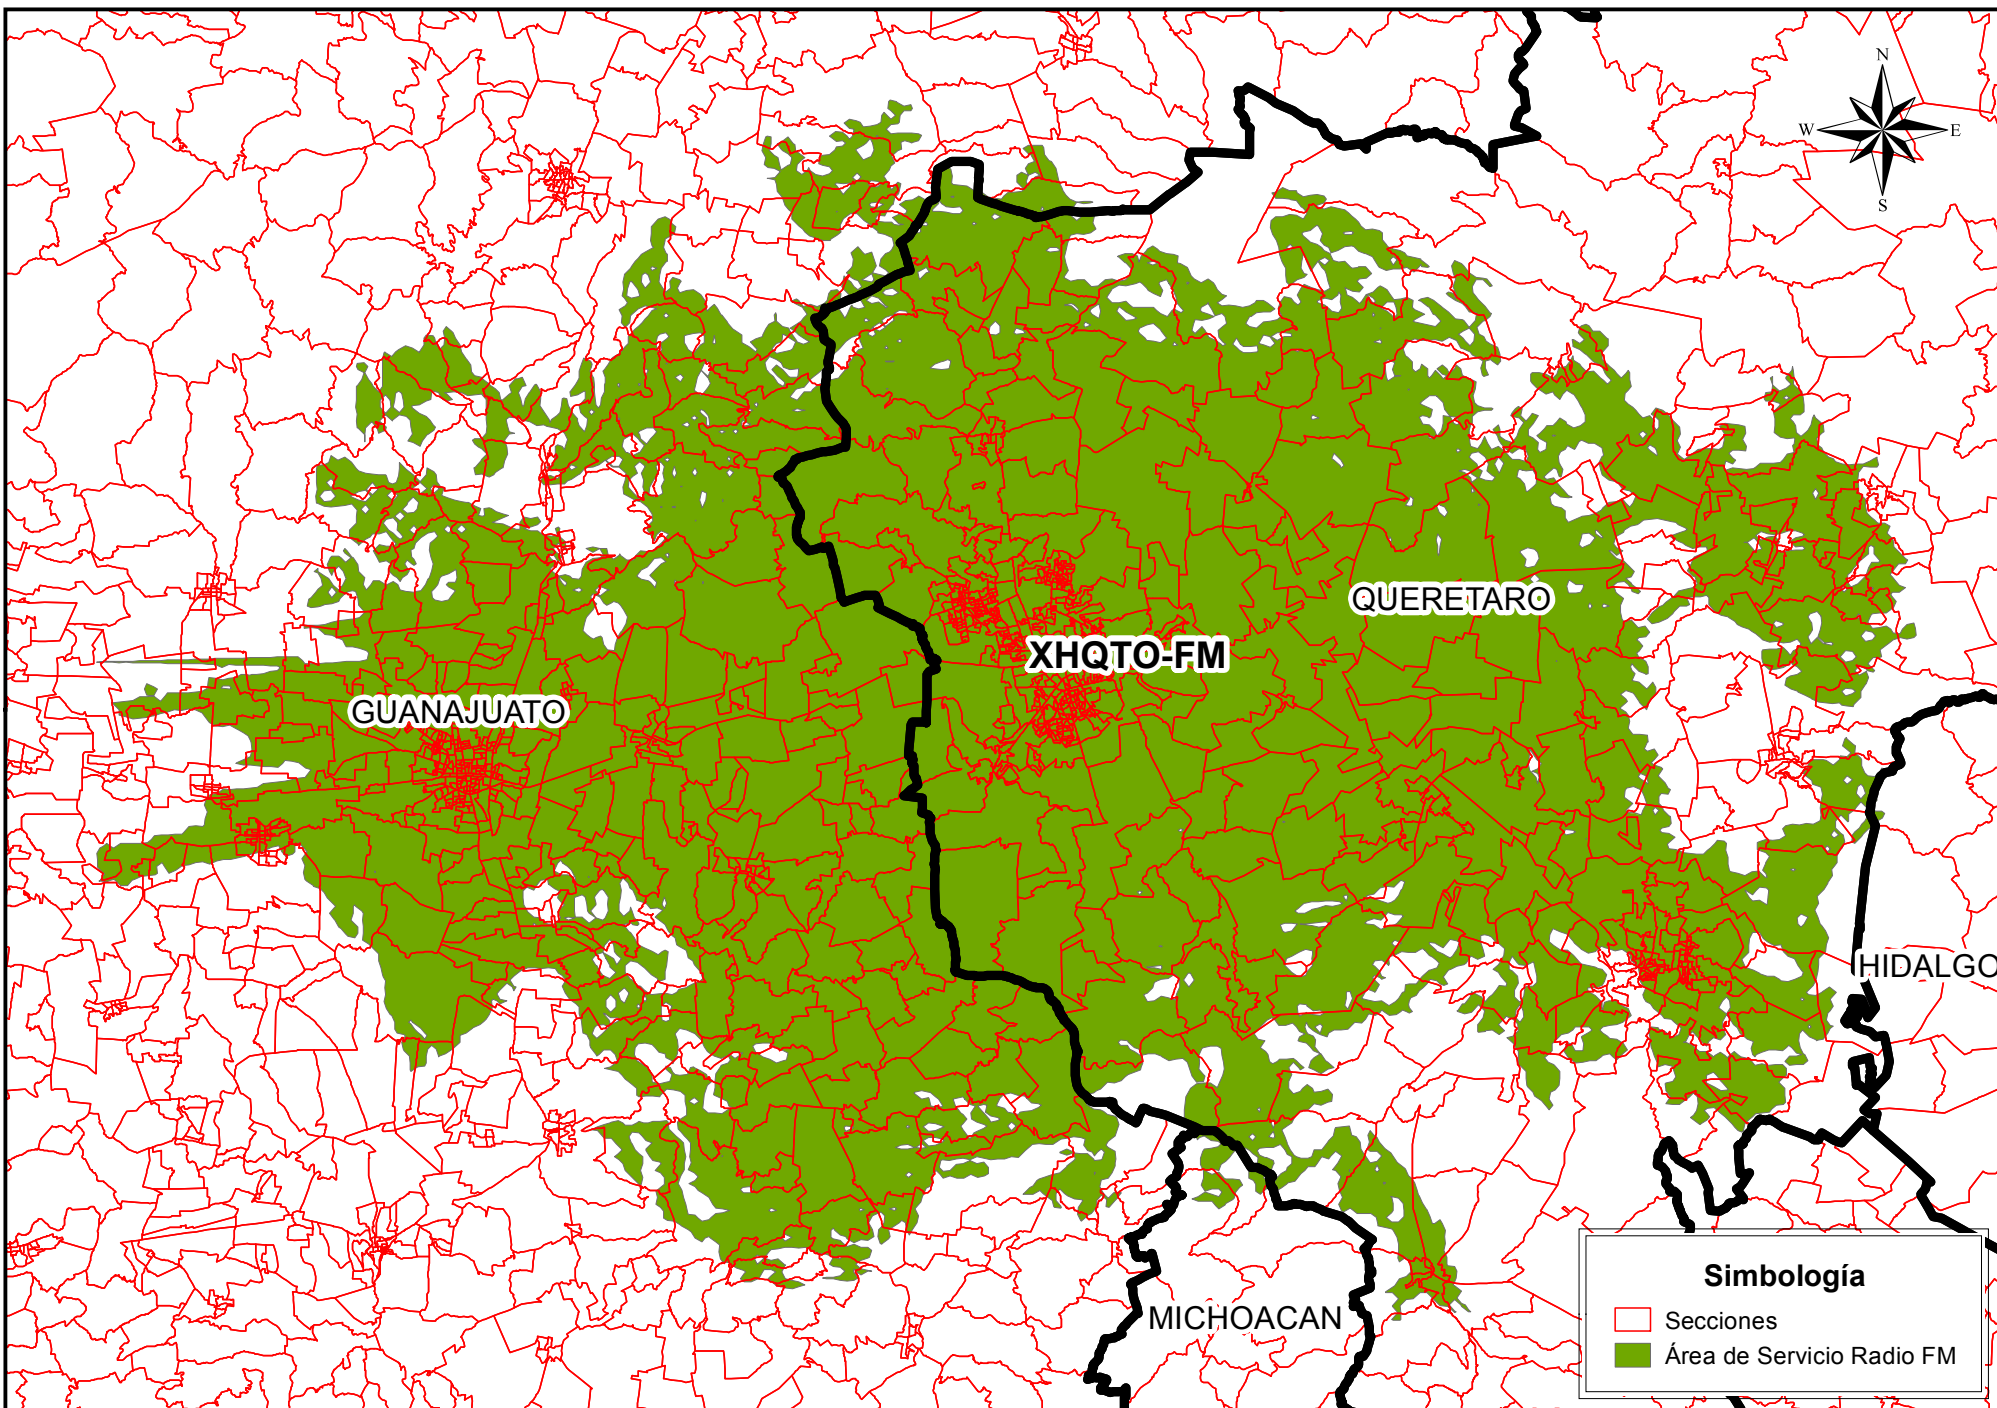 N
W E
S
QUERETARO
XHQTO-FM
GUANAJUATO
HIDALGO
MICHOACAN
Simbología
Secciones
Área de Servicio Radio FM